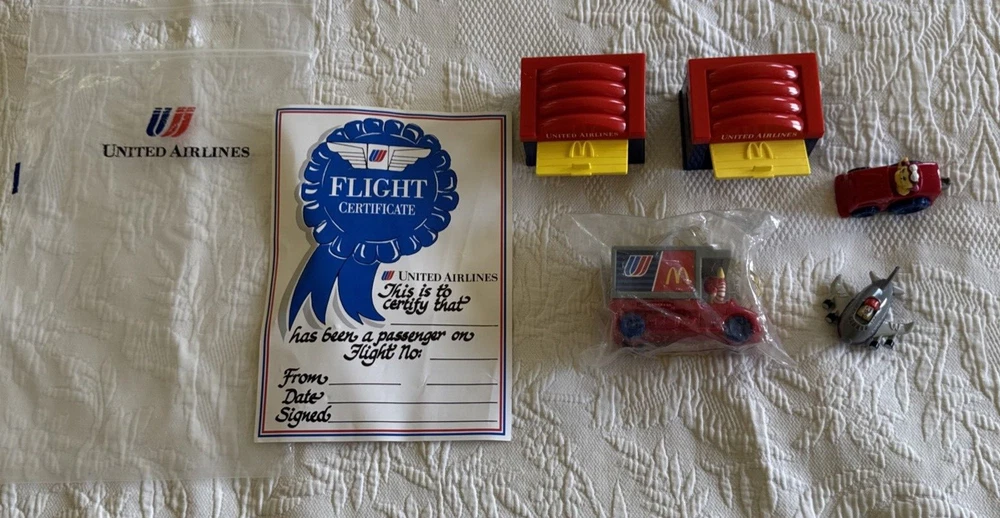 UNITED AIRLINES
FLIGHT
CERTIFICATE
UNITED AIRLINES
This is to
certify that
has been a passenger on
Flight No:
From
Date
Signed
UNITED AIRLINES
UNITED AIRLINES